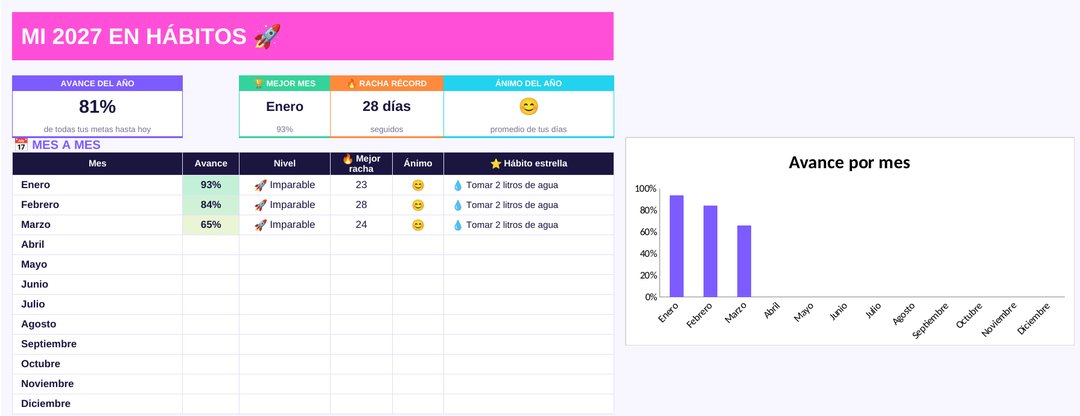 MI 2027 EN HÁBITOS 🚀
AVANCE DEL AÑO
81%
de todas tus metas hasta hoy
🏆 MEJOR MES
Enero
93%
🔥 RACHA RÉCORD
28 días
seguidos
ÁNIMO DEL AÑO
😊
promedio de tus días
📅 MES A MES
Mes Avance Nivel 🔥 Mejor racha Ánimo ⭐ Hábito estrella
Enero 93% 🚀 Imparable 23 😊 💧 Tomar 2 litros de agua
Febrero 84% 🚀 Imparable 28 😊 💧 Tomar 2 litros de agua
Marzo 65% 🚀 Imparable 24 😊 💧 Tomar 2 litros de agua
Abril
Mayo
Junio
Julio
Agosto
Septiembre
Octubre
Noviembre
Diciembre
Avance por mes
100%
80%
60%
40%
20%
0%
Enero Febrero Marzo Abril Mayo Junio Julio Agosto Septiembre Octubre Noviembre Diciembre